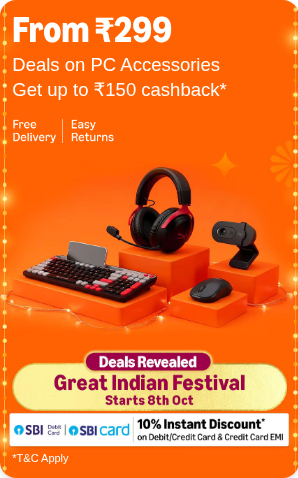 From ₹299
Deals on PC Accessories
Get up to ₹150 cashback*
Free Delivery
Easy Returns
Deals Revealed
Great Indian Festival
Starts 8th Oct
SBI Debit Card
SBI card
10% Instant Discount*
on Debit/Credit Card & Credit Card EMI
*T&C Apply